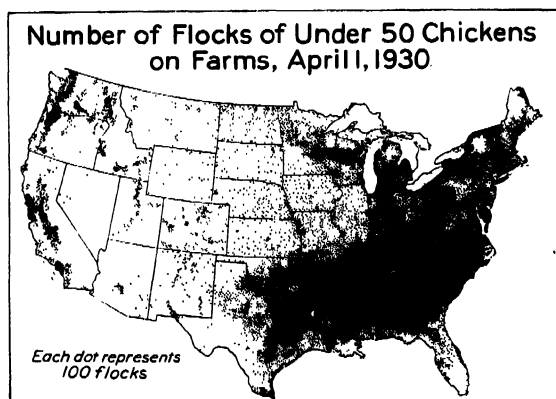 Number of Flocks of Under 50 Chickens
on Farms, April 1, 1930
Each dot represents
100 flocks